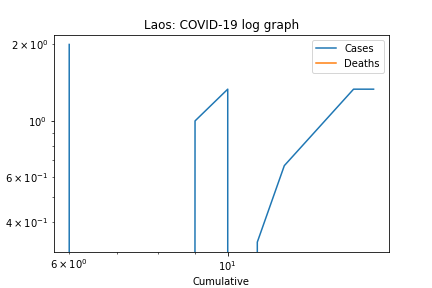 Laos: COVID-19 log graph
Cases
Deaths
2 × 10⁰
10⁰
6 × 10⁻¹
4 × 10⁻¹
6 × 10⁰
10¹
Cumulative